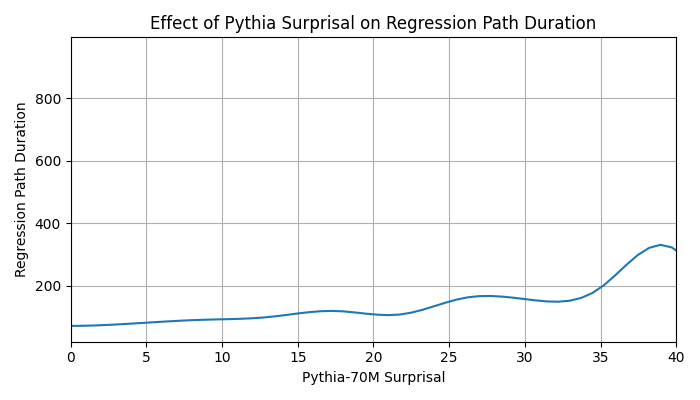 Effect of Pythia Surprisal on Regression Path Duration
Regression Path Duration
800
600
400
200
0 5 10 15 20 25 30 35 40
Pythia-70M Surprisal